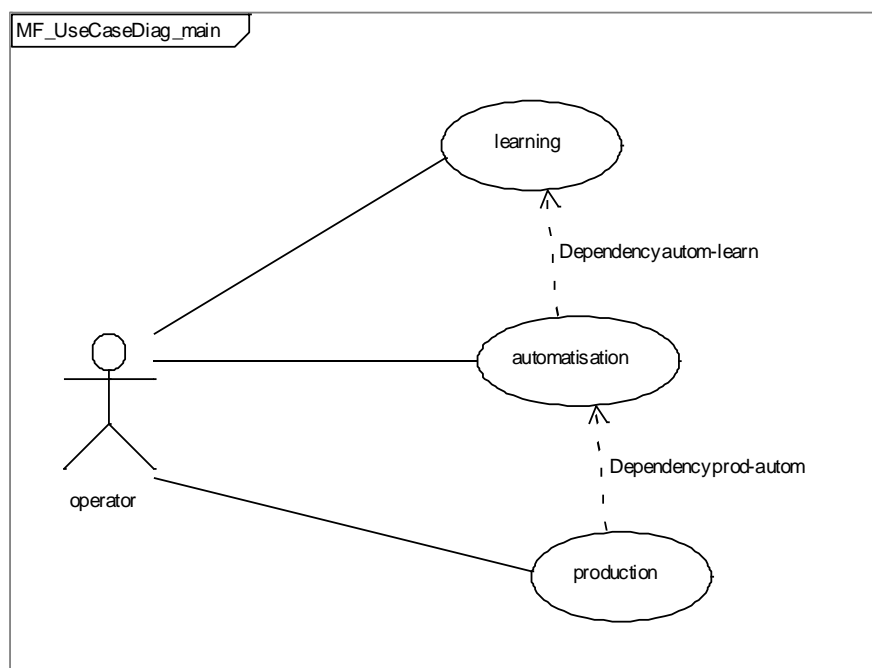 MF_UseCaseDiag_main
learning
Dependencyautom-learn
automatisation
Dependencyprod-autom
operator
production